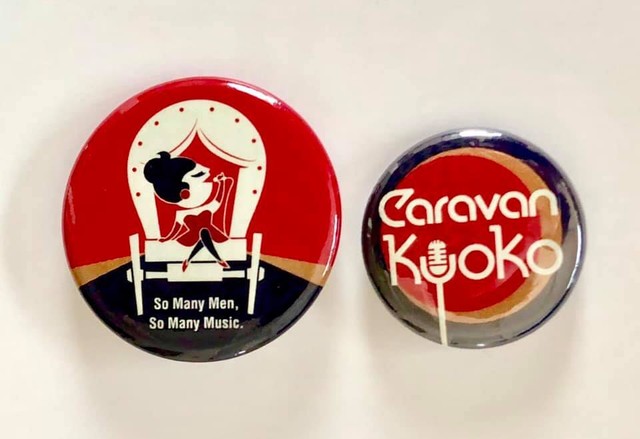 So Many Men,
So Many Music.
Caravan
Kyoko